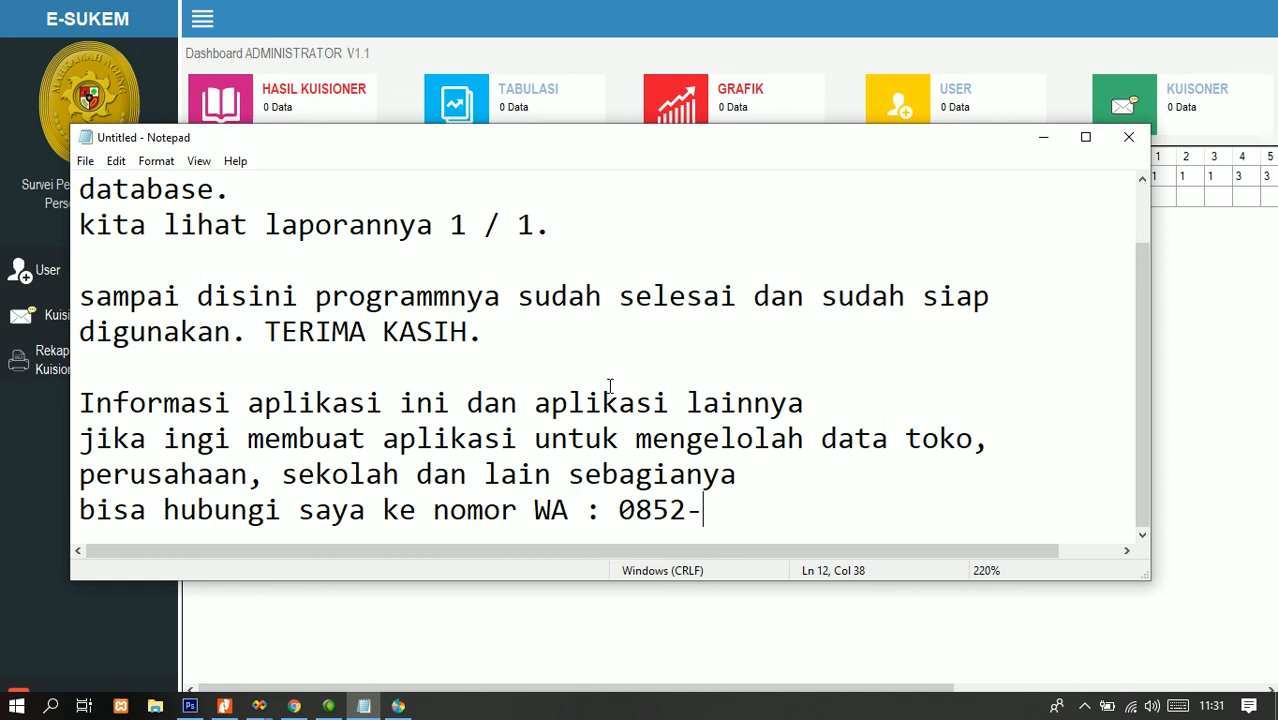 E-SUKEM
Dashboard ADMINISTRATOR V1.1
HASIL KUISIONER
0 Data
TABULASI
0 Data
GRAFIK
0 Data
USER
0 Data
KUISONER
0 Data
Untitled - Notepad
File Edit Format View Help
1 2 3 4 5
1 1 1 3 3
Survei Pe
Perso
User
Kuisi
Rekap
Kuision
database.
kita lihat laporannya 1 / 1.
sampai disini programmnya sudah selesai dan sudah siap
digunakan. TERIMA KASIH.
Informasi aplikasi ini dan aplikasi lainnya
jika ingi membuat aplikasi untuk mengelolah data toko,
perusahaan, sekolah dan lain sebagianya
bisa hubungi saya ke nomor WA : 0852-
Windows (CRLF) Ln 12, Col 38 220%
11:31